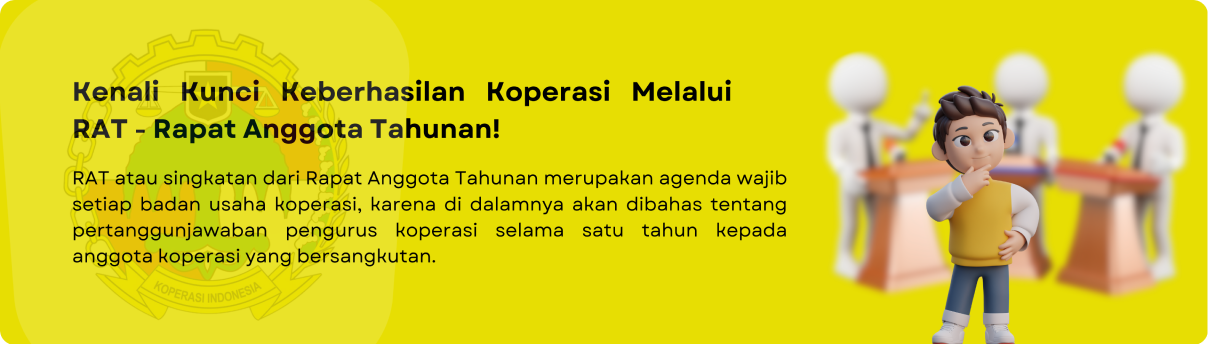 Kenali Kunci Keberhasilan Koperasi Melalui
RAT - Rapat Anggota Tahunan!
RAT atau singkatan dari Rapat Anggota Tahunan merupakan agenda wajib
setiap badan usaha koperasi, karena di dalamnya akan dibahas tentang
pertanggunjawaban pengurus koperasi selama satu tahun kepada
anggota koperasi yang bersangkutan.
KOPERASI INDONESIA